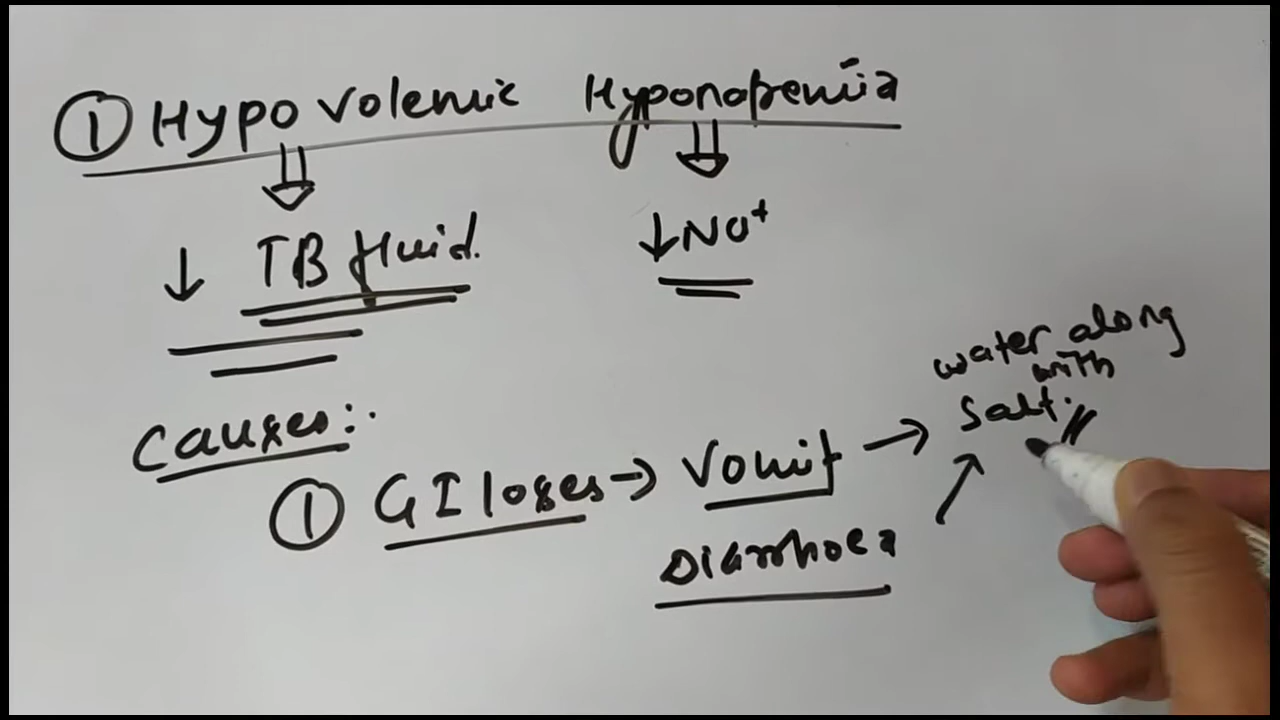 ① Hypovolemic Hyponatremia
↓ TB fluid. ↓ Na+
Causes:
① GI loses → Vomit → water along with salt.
Diarrhoea